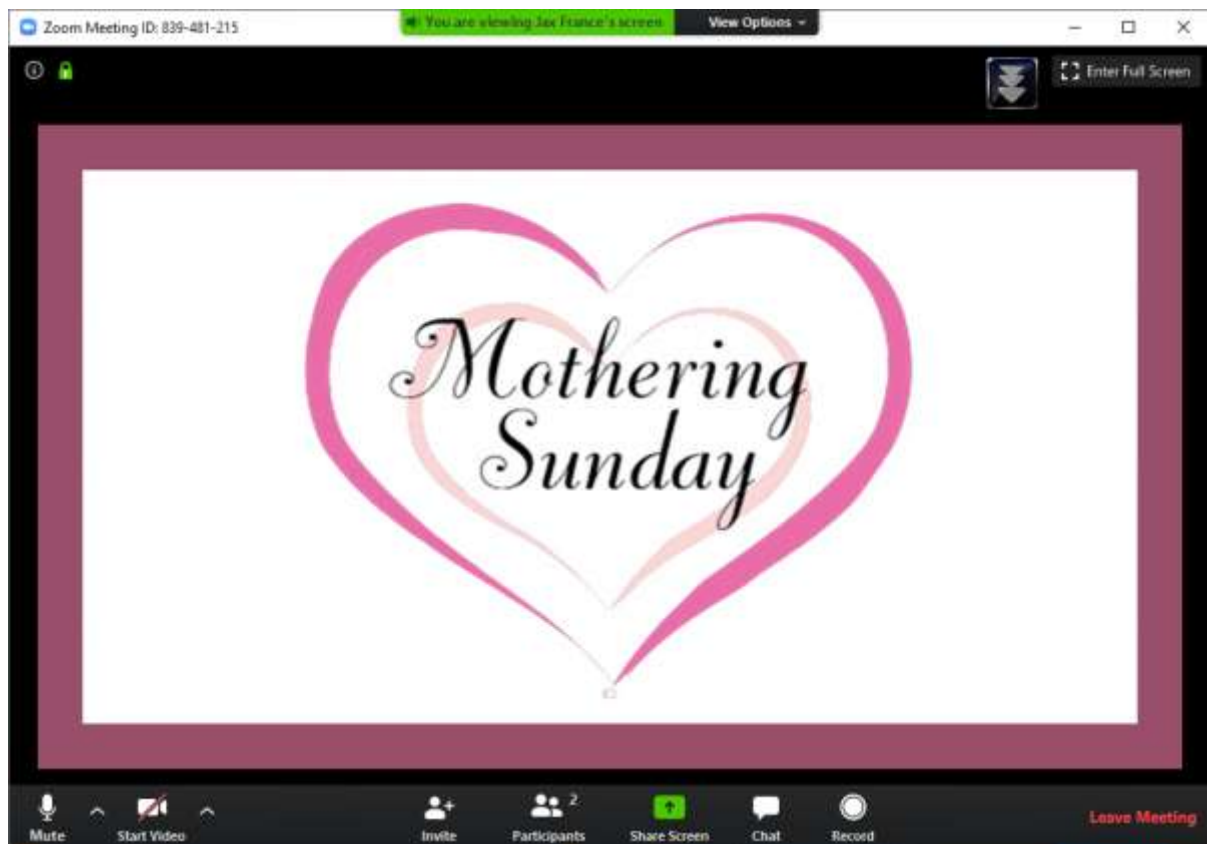 Zoom Meeting ID: 839-481-215
You are viewing Jax France's screen
View Options
Enter Full Screen
Mothering
Sunday
Mute
Start Video
Invite
Participants
2
Share Screen
Chat
Record
Leave Meeting